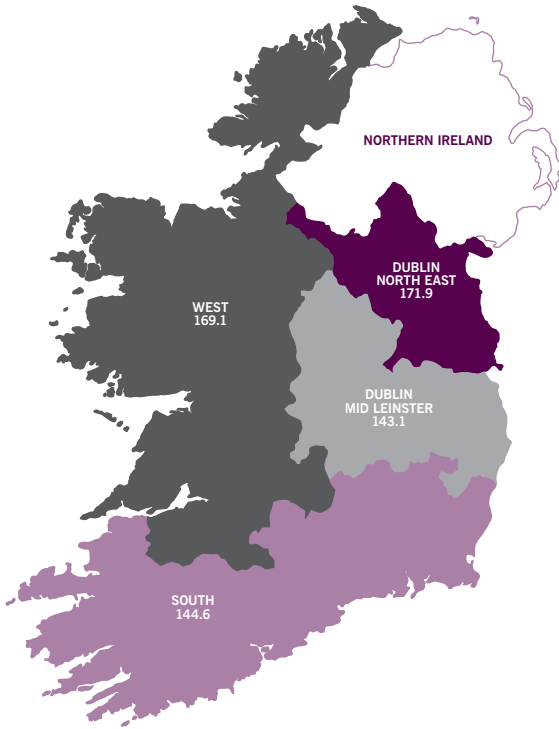 NORTHERN IRELAND
DUBLIN
NORTH EAST
171.9
WEST
169.1
DUBLIN
MID LEINSTER
143.1
SOUTH
144.6